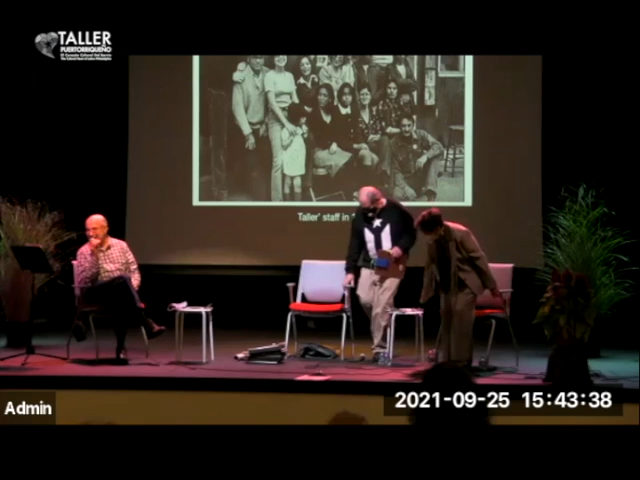 TALLER
PUERTORRIQUEÑO
Taller' staff in
Admin
2021-09-25 15:43:38